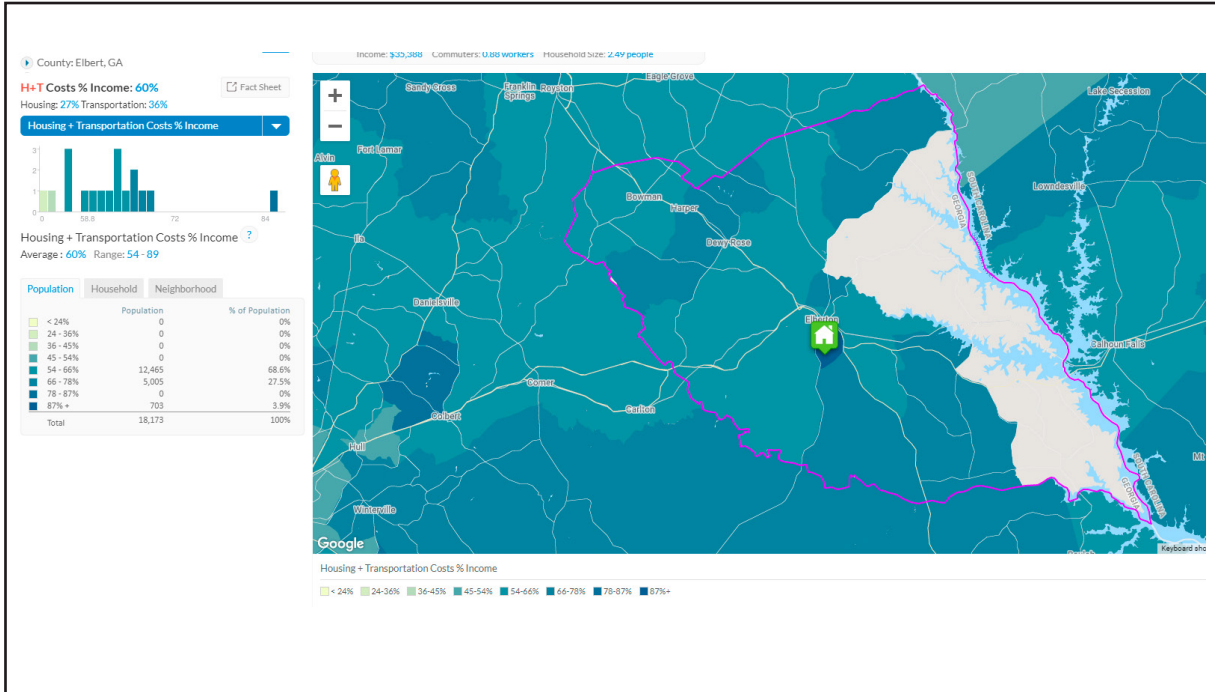 Income: $35,388 Commuters: 0.88 workers Household Size: 2.49 people
County: Elbert, GA
H+T Costs % Income: 60%
Fact Sheet
Housing: 27% Transportation: 36%
Housing + Transportation Costs % Income
3
2
1
0
0 58.8 72 84
Housing + Transportation Costs % Income ?
Average : 60% Range: 54 - 89
Population Household Neighborhood
Population % of Population
< 24% 0 0%
24 - 36% 0 0%
36 - 45% 0 0%
45 - 54% 0 0%
54 - 66% 12,465 68.6%
66 - 78% 5,005 27.5%
78 - 87% 0 0%
87% + 703 3.9%
Total 18,173 100%
+
−
Eagle Grove
Sandy Cross
Franklin Springs
Royston
Lake Secession
Alvin
Fort Lamar
Bowman
Harper
Lowndesville
SOUTH CAROLINA
GEORGIA
Ila
Dewy Rose
Danielsville
Elberton
Calhoun Falls
Comer
Carlton
Colbert
Hull
SOUTH CAROLINA
GEORGIA
Mt
Winterville
Google
Keyboard sho
Housing + Transportation Costs % Income
< 24% 24-36% 36-45% 45-54% 54-66% 66-78% 78-87% 87%+